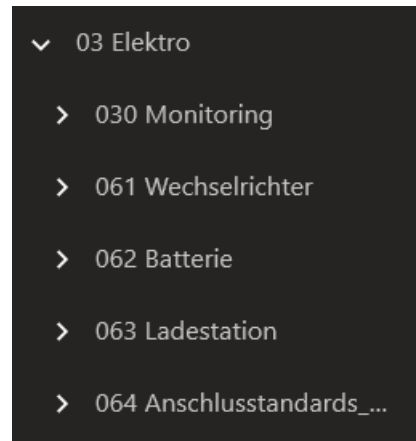 03 Elektro
030 Monitoring
061 Wechselrichter
062 Batterie
063 Ladestation
064 Anschlusstandards_...